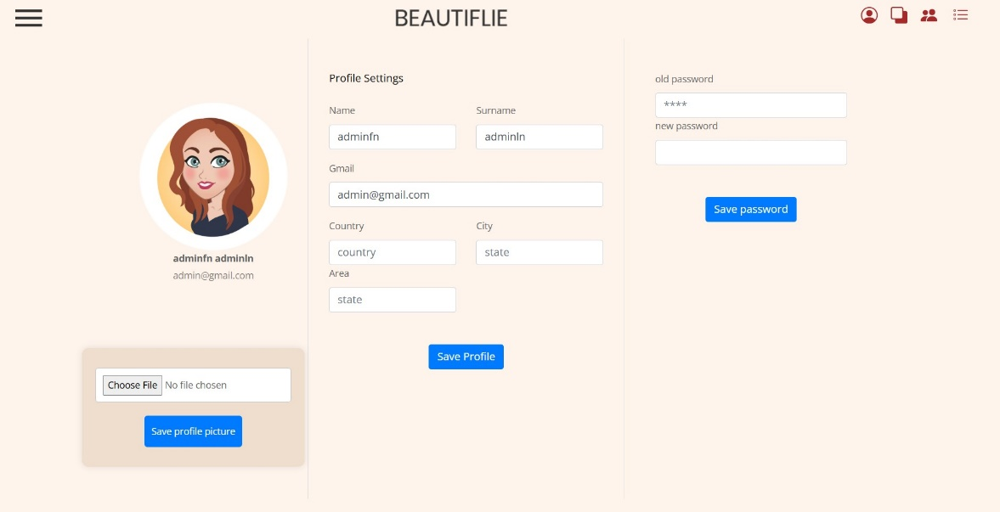 BEAUTIFLIE
adminfn adminln
admin@gmail.com
Choose File No file chosen
Save profile picture
Profile Settings
Name Surname
adminfn adminln
Gmail
admin@gmail.com
Country City
country state
Area
state
Save Profile
old password
****
new password
Save password